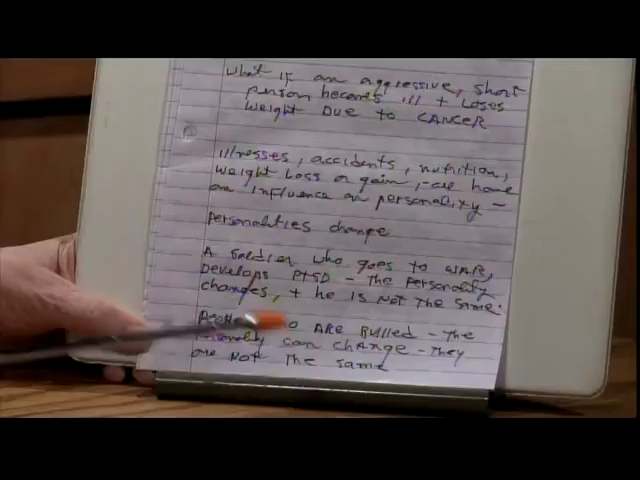 What if an aggressive, short
person becomes ill + Loses
Weight DUE TO CANCER
illnesses, accidents, nutrition,
weight Loss or gain, - all have
an influence on personality -
Personalities change
A Soldier who goes to WAR,
Develops PTSD - The Personality
changes, + he is NOT The Same.
ARE BULLED - The
can change - They
are NOT The same